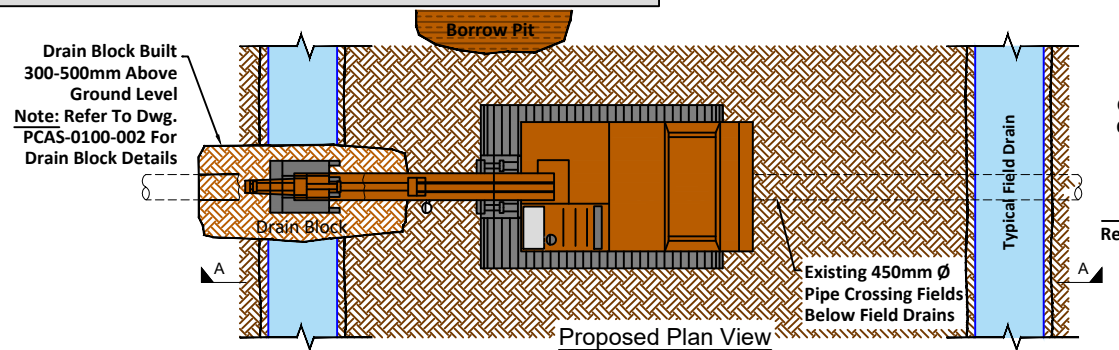 Borrow Pit
Drain Block Built
300-500mm Above
Ground Level
Note: Refer To Dwg.
PCAS-0100-002 For
Drain Block Details
Drain Block
Typical Field Drain
A
A
Existing 450mm Ø
Pipe Crossing Fields
Below Field Drains
Proposed Plan View
Re